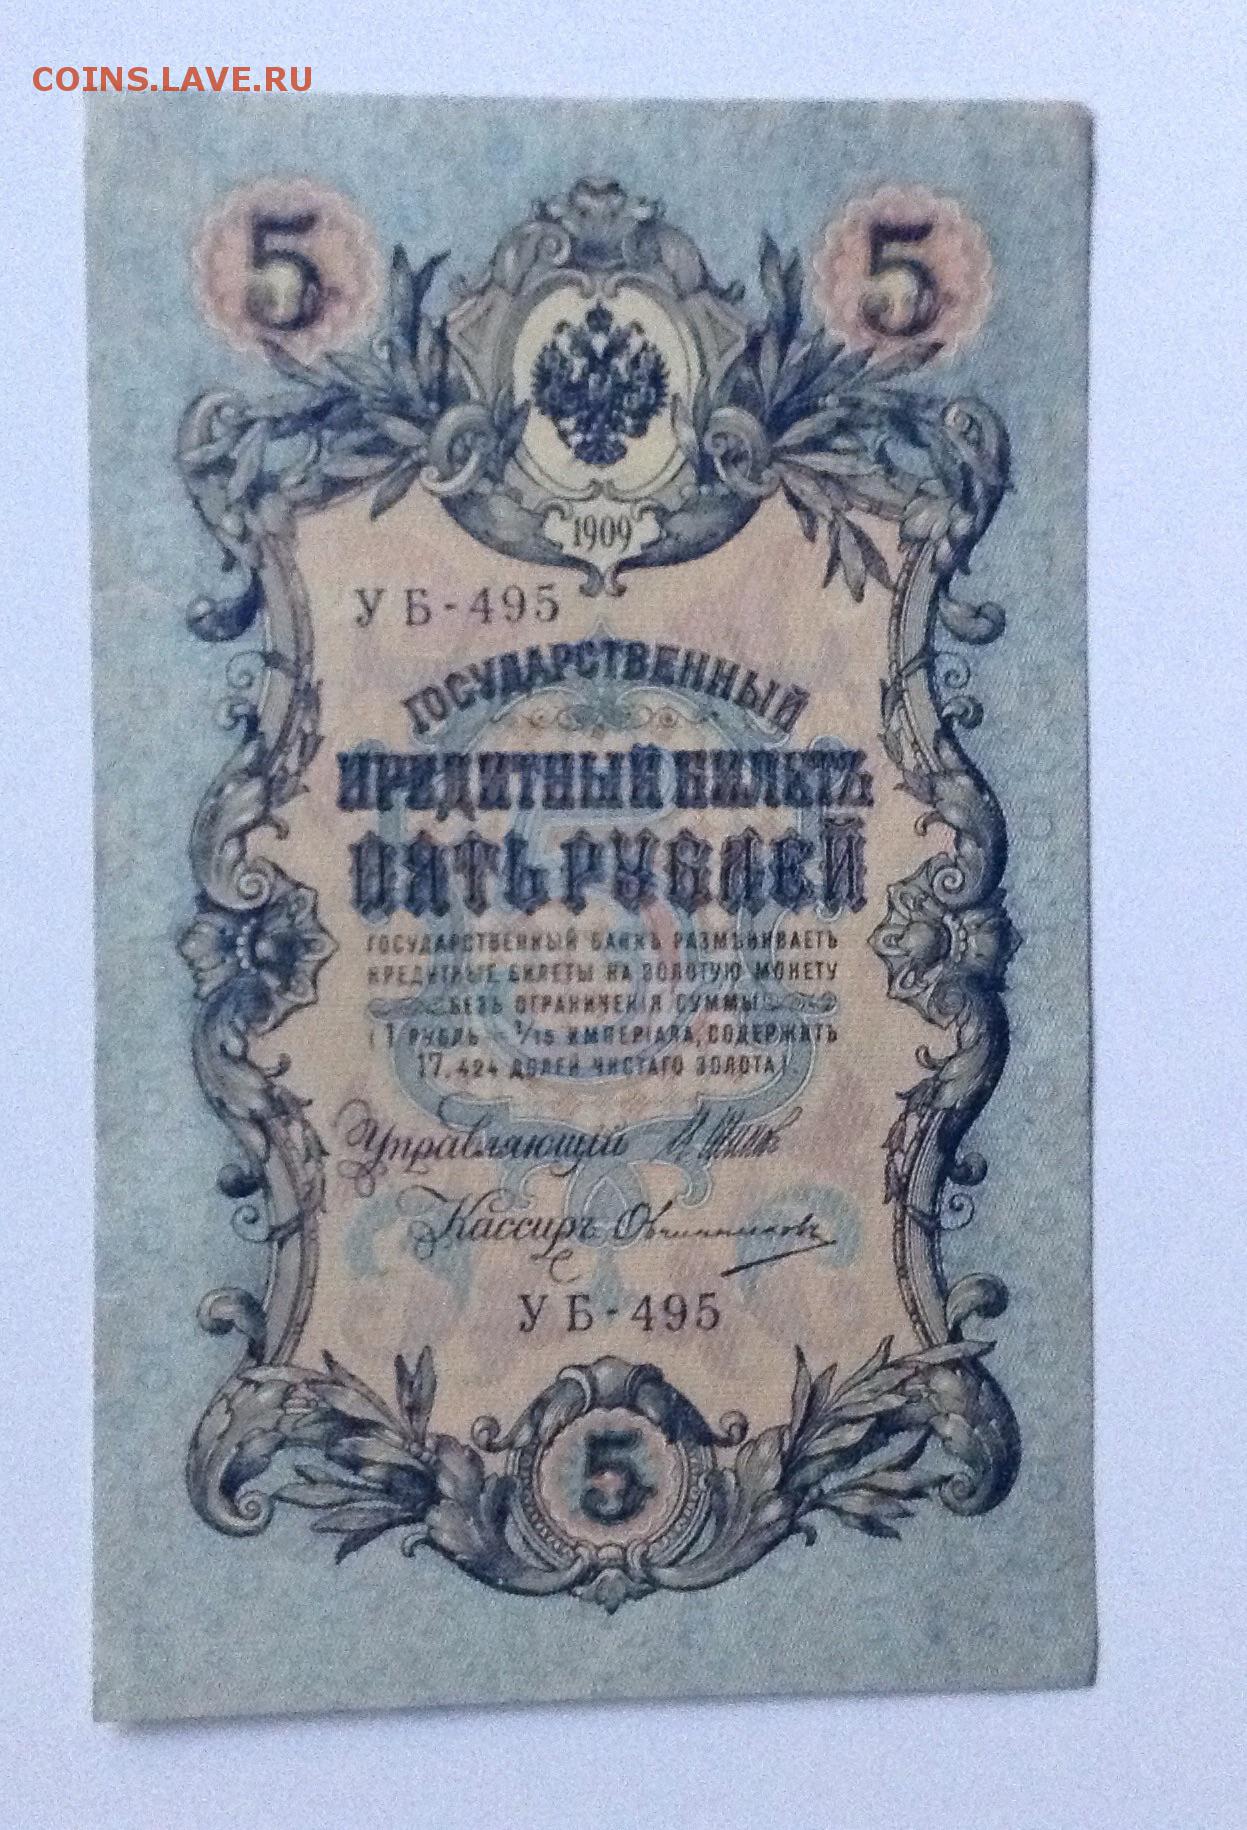 COINS.LAVE.RU
5 5
1909
УБ-495
ГОСУДАРСТВЕННЫЙ
КРЕДИТНЫЙ БИЛЕТЪ
ПЯТЬ РУБЛЕЙ
ГОСУДАРСТВЕННЫЙ БАНКЪ РАЗМѢНИВАЕТЪ
КРЕДИТНЫЕ БИЛЕТЫ НА ЗОЛОТУЮ МОНЕТУ
БЕЗЪ ОГРАНИЧЕНІЯ СУММЫ
(1 РУБЛЬ = 1/15 ИМПЕРІАЛА, СОДЕРЖИТЪ
17,424 ДОЛЕЙ ЧИСТАГО ЗОЛОТА).
Управляющій И. Шипов
Кассиръ Овчинниковъ
УБ-495
5